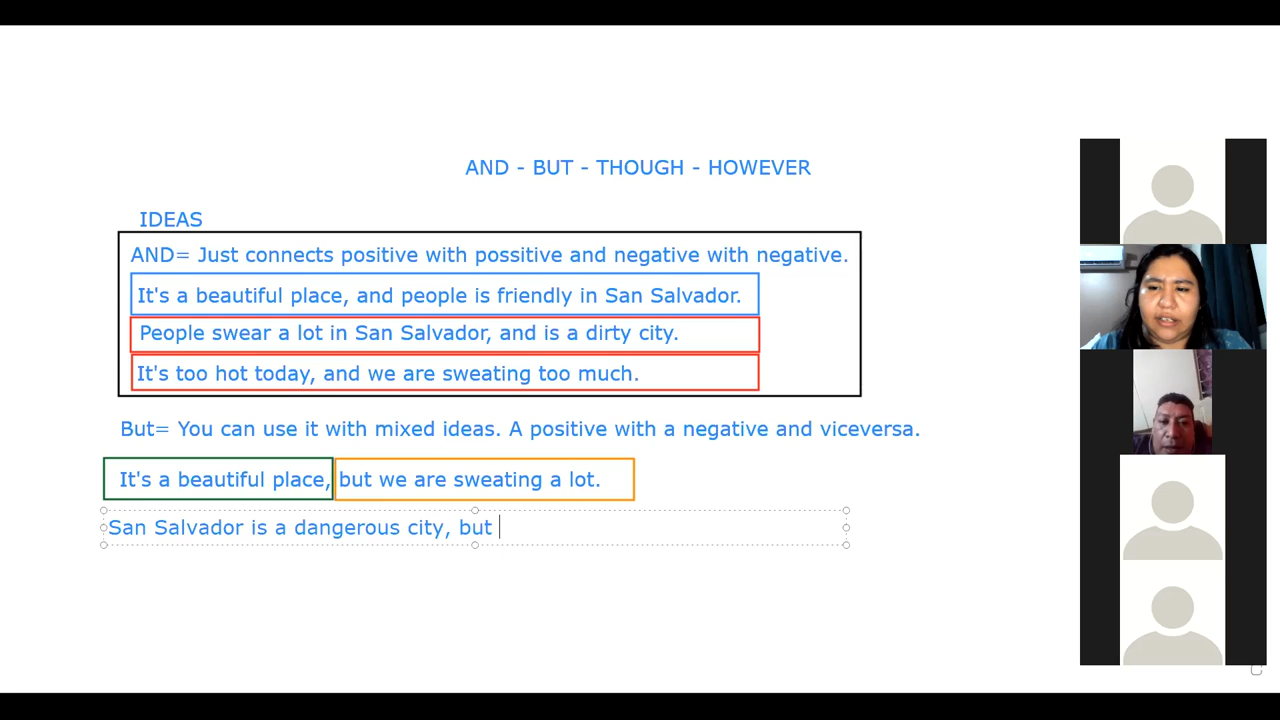 AND - BUT - THOUGH - HOWEVER
IDEAS
AND= Just connects positive with possitive and negative with negative.
It's a beautiful place, and people is friendly in San Salvador.
People swear a lot in San Salvador, and is a dirty city.
It's too hot today, and we are sweating too much.
But= You can use it with mixed ideas. A positive with a negative and viceversa.
It's a beautiful place, but we are sweating a lot.
San Salvador is a dangerous city, but